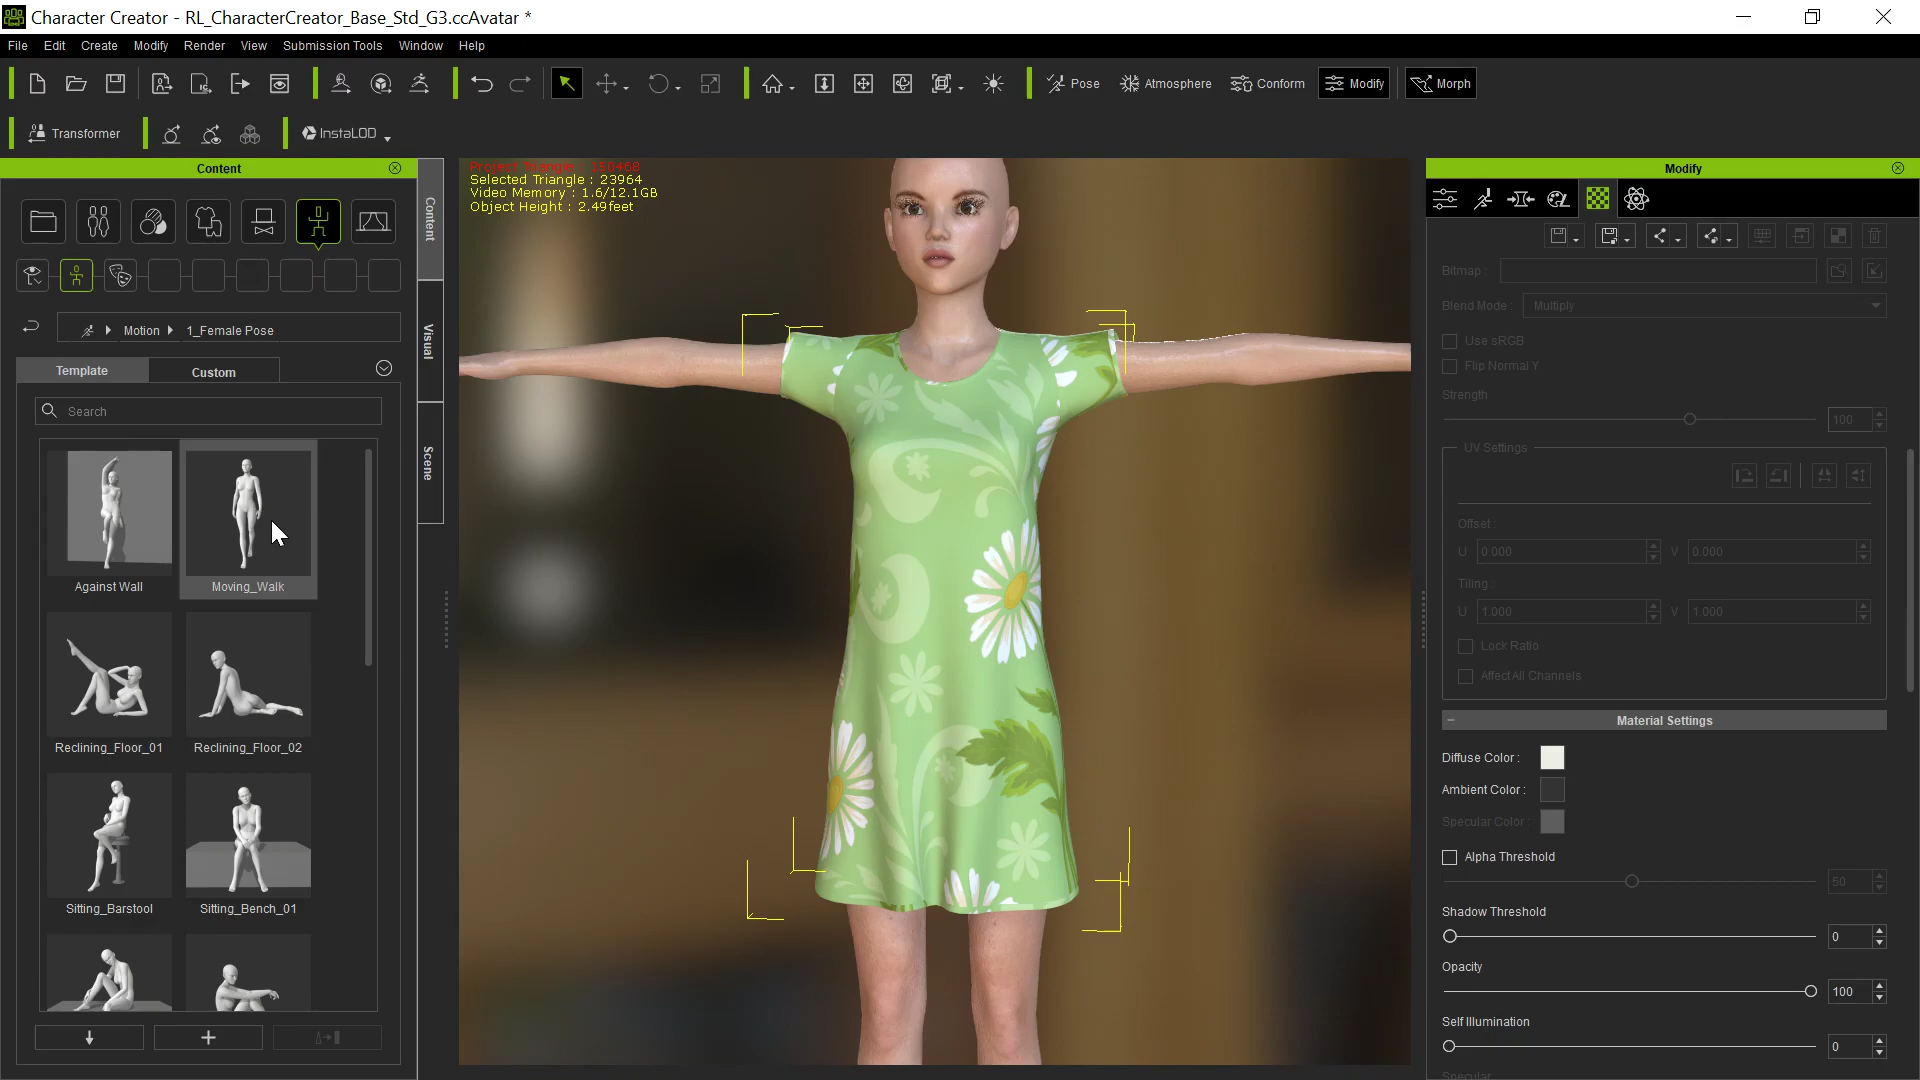 Character Creator - RL_CharacterCreator_Base_Std_G3.ccAvatar *
File Edit Create Modify Render View Submission Tools Window Help
Pose Atmosphere Conform Modify Morph
Transformer InstaLOD
Content
Motion 1_Female Pose
Template Custom
Search
Against Wall Moving_Walk
Reclining_Floor_01 Reclining_Floor_02
Sitting_Barstool Sitting_Bench_01
Content
Visual
Scene
Project Triangle : 150468
Selected Triangle : 23964
Video Memory : 1.6/12.1GB
Object Height : 2.49feet
Modify
Bitmap :
Blend Mode : Multiply
Use sRGB
Flip Normal Y
Strength
100
UV Settings
Offset :
U 0.000 V 0.000
Tiling :
U 1.000 V 1.000
Lock Ratio
Affect All Channels
Material Settings
Diffuse Color :
Ambient Color :
Specular Color :
Alpha Threshold
50
Shadow Threshold
0
Opacity
100
Self Illumination
0
Specular